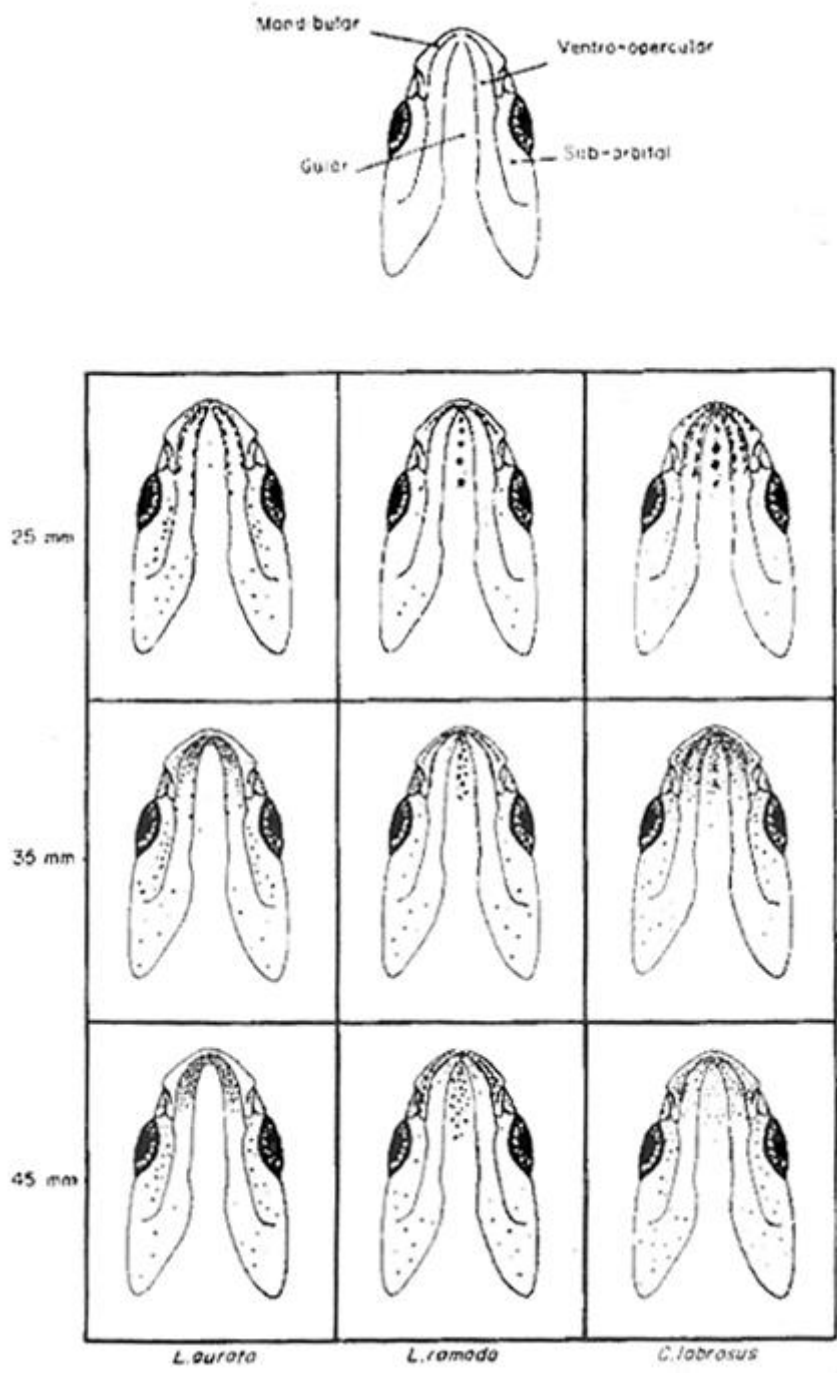 Mandibular
Ventro-opercular
Gular
Sub-orbital
25 mm
35 mm
45 mm
L.aurata
L.ramada
C.labrosus